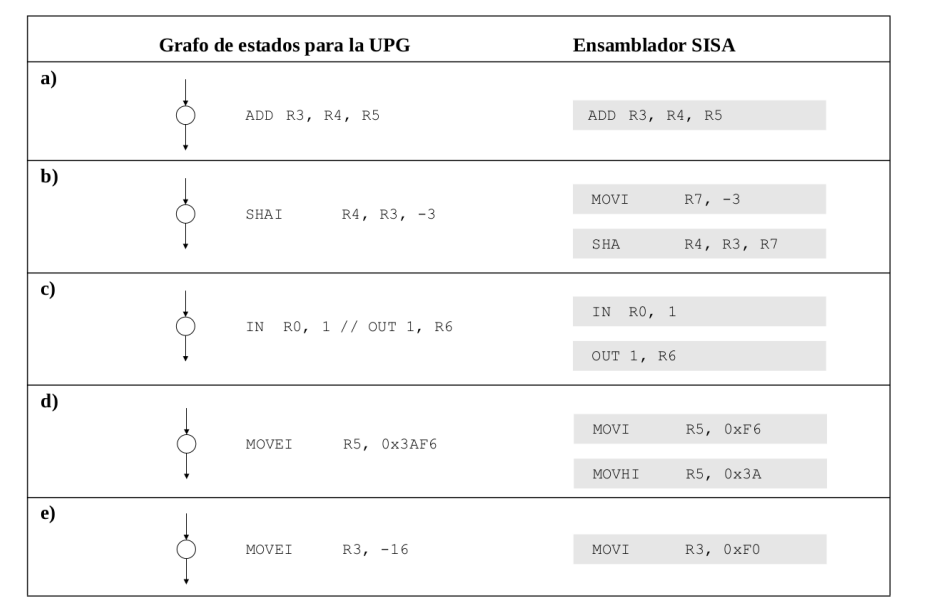 Grafo de estados para la UPG Ensamblador SISA
a)
ADD R3, R4, R5 ADD R3, R4, R5
b)
MOVI R7, -3
SHAI R4, R3, -3
SHA R4, R3, R7
c)
IN R0, 1
IN R0, 1 // OUT 1, R6
OUT 1, R6
d)
MOVI R5, 0xF6
MOVEI R5, 0x3AF6
MOVHI R5, 0x3A
e)
MOVEI R3, -16 MOVI R3, 0xF0